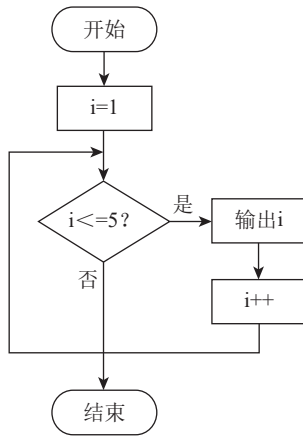 开始
i=1
i<=5?
是
输出i
否
i++
结束